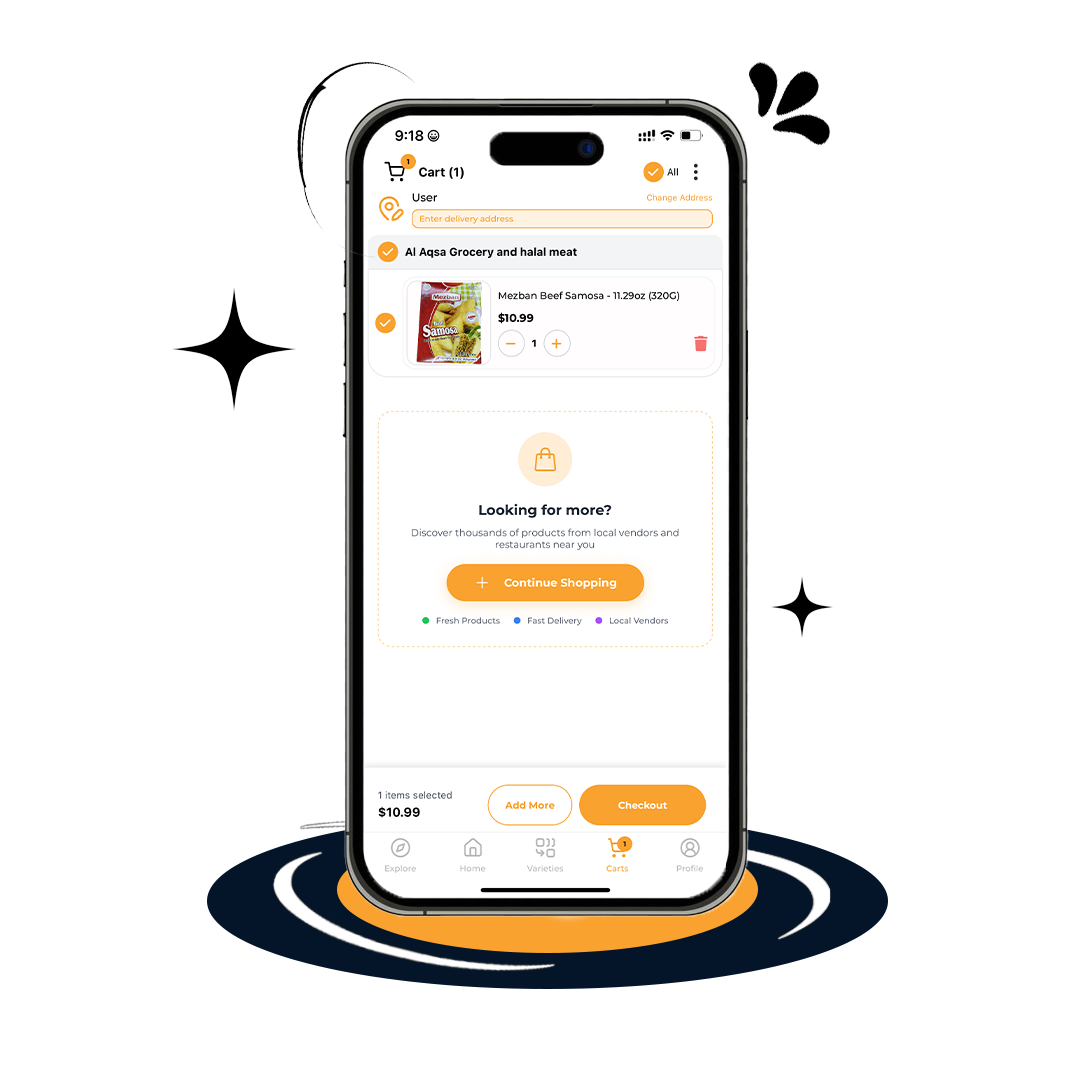 9:18
1
Cart (1)
All
User
Change Address
Enter delivery address
Al Aqsa Grocery and halal meat
Mezban
Beef
Samosa
Mezban Beef Samosa - 11.29oz (320G)
$10.99
1
Looking for more?
Discover thousands of products from local vendors and
restaurants near you
+ Continue Shopping
Fresh Products
Fast Delivery
Local Vendors
1 items selected
$10.99
Add More
Checkout
1
Explore
Home
Varieties
Carts
Profile